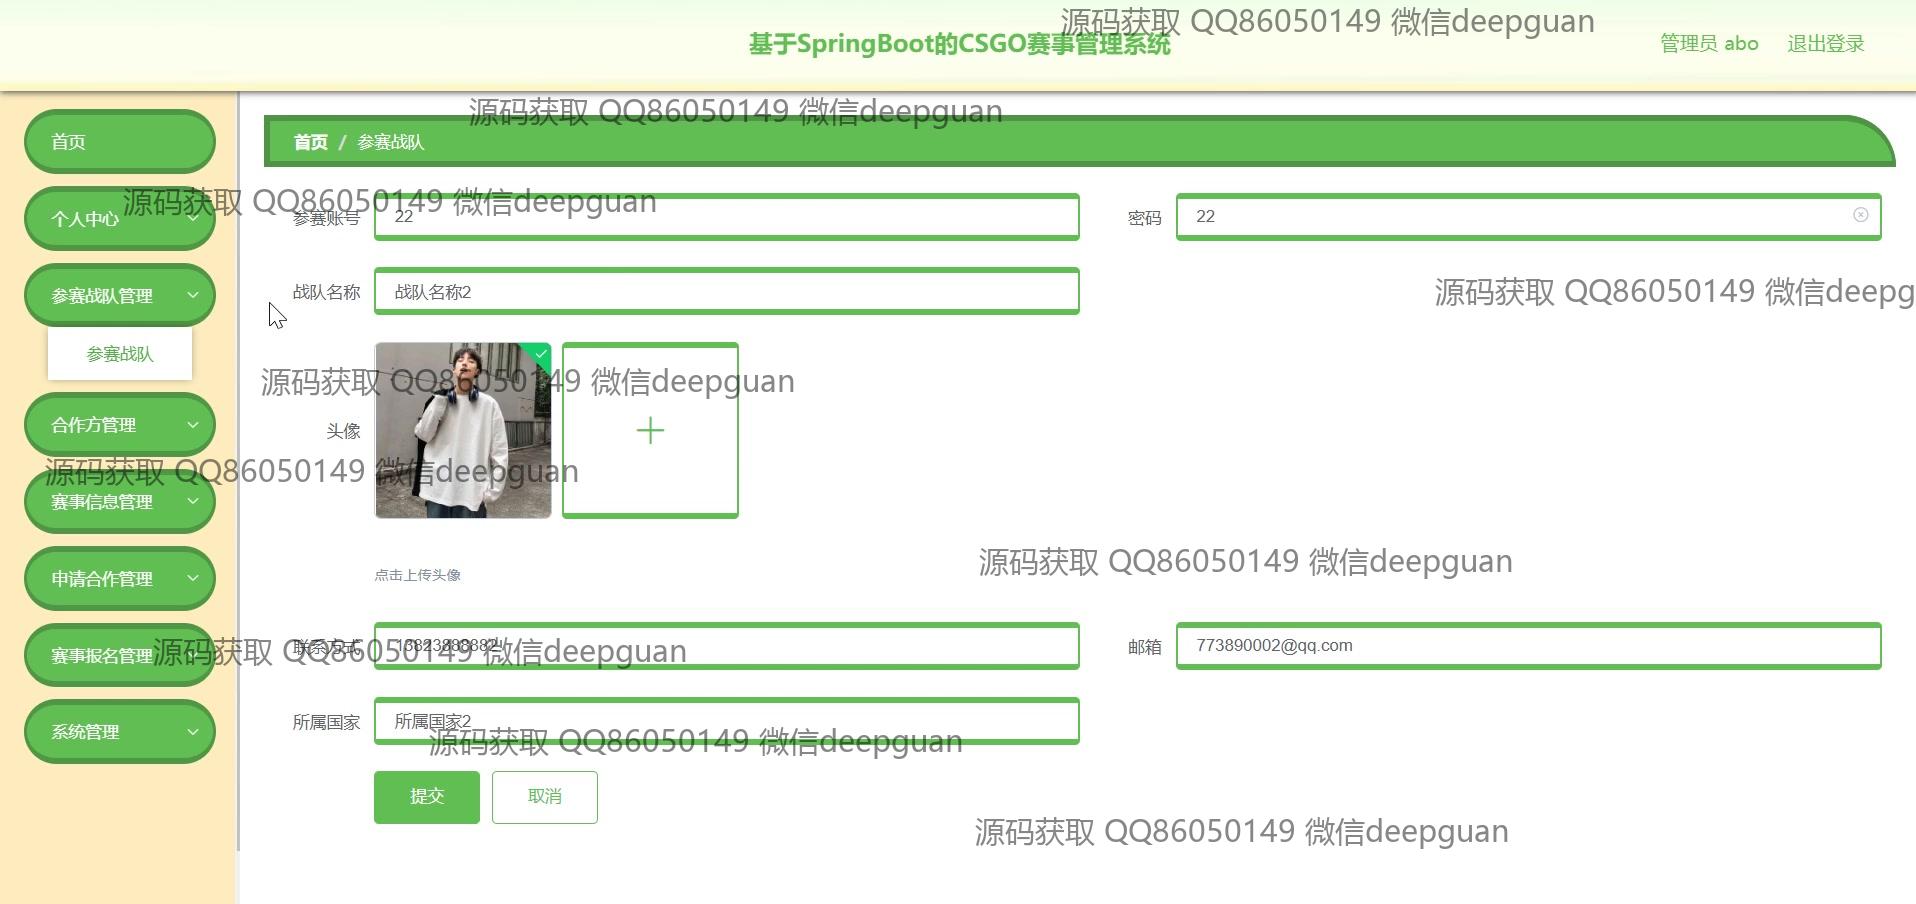 源码获取 QQ86050149 微信deepguan
基于SpringBoot的CSGO赛事管理系统
管理员 abo
退出登录
源码获取 QQ86050149 微信deepguan
首页
首页 / 参赛战队
个人中心
源码获取 QQ86050149 微信deepguan
参赛账号
22
密码
22
参赛战队管理
战队名称
战队名称2
源码获取 QQ86050149 微信deepg
参赛战队
源码获取 QQ86050149 微信deepguan
合作方管理
头像
源码获取 QQ86050149 微信deepguan
赛事信息管理
源码获取 QQ86050149 微信deepguan
申请合作管理
点击上传头像
赛事报名管理
源码获取 QQ86050149 微信deepguan
联系方式
13823888882
邮箱
773890002@qq.com
系统管理
所属国家
所属国家2
源码获取 QQ86050149 微信deepguan
提交
取消
源码获取 QQ86050149 微信deepguan